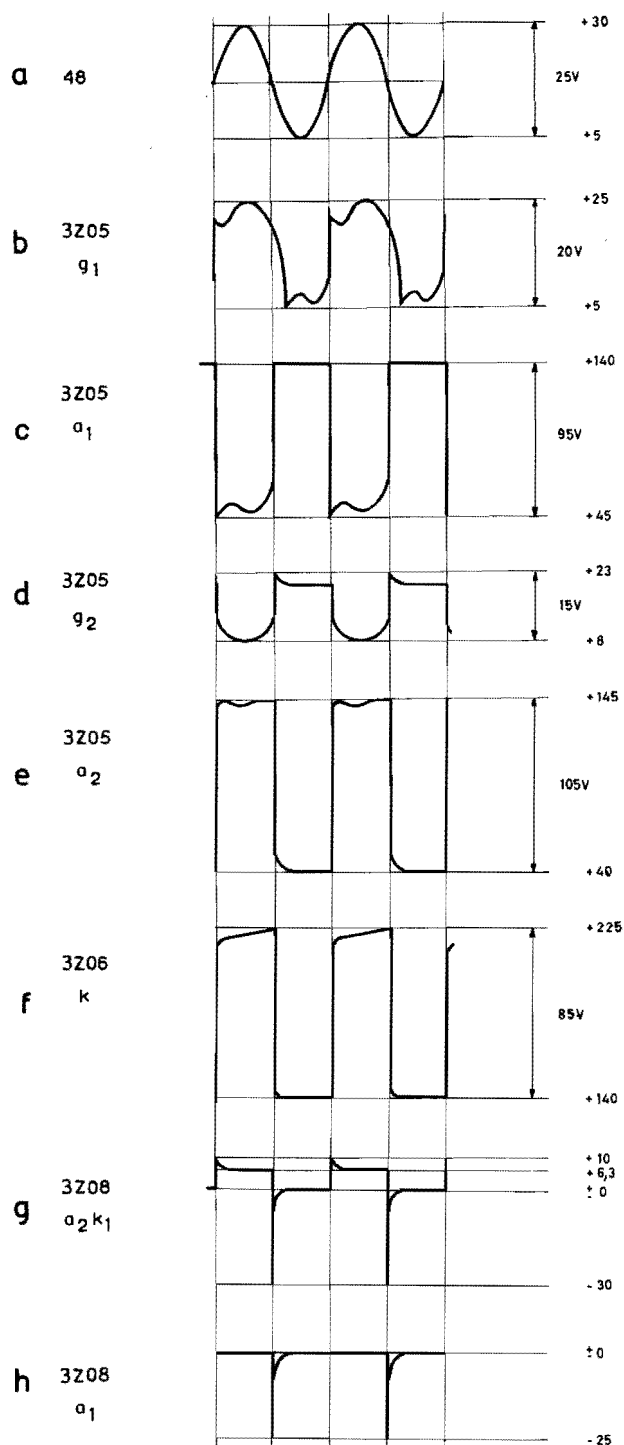 a 48 +30
25V
+5
b 3Z05 g1 +25
20V
+5
c 3Z05 a1 +140
95V
+45
d 3Z05 g2 +23
15V
+8
e 3Z05 a2 +145
105V
+40
f 3Z06 k +225
85V
+140
g 3Z08 a2k1 +10
+6,3
± 0
- 30
h 3Z08 a1 ± 0
- 25